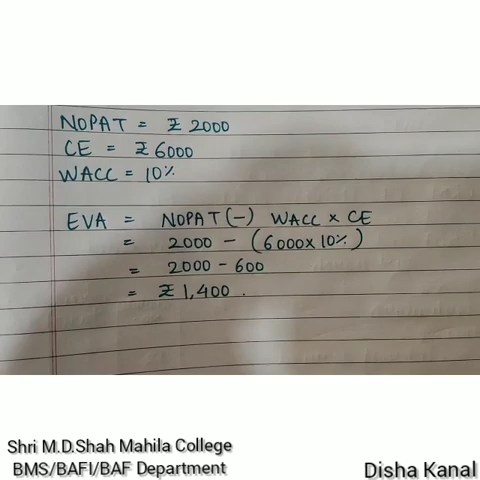 NOPAT = ₹ 2000
CE = ₹ 6000
WACC = 10%
EVA = NOPAT (-) WACC × CE
= 2000 - (6000 × 10%)
= 2000 - 600
= ₹ 1,400.
Shri M.D.Shah Mahila College
BMS/BAFI/BAF Department
Disha Kanal